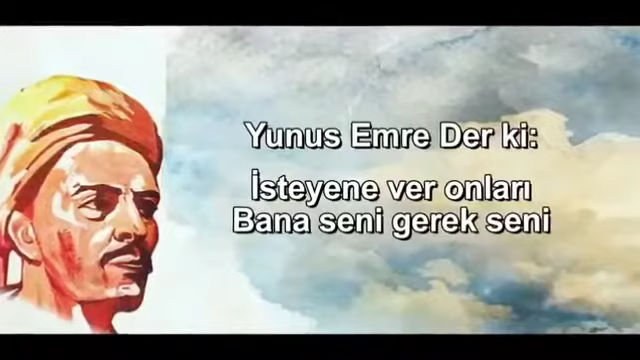 Yunus Emre Der ki:
İsteyene ver onları
Bana seni gerek seni